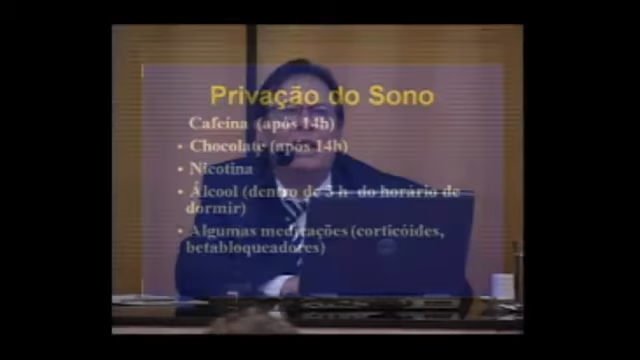 Privação do Sono
Cafeína (após 14h)
• Chocolate (após 14h)
• Nicotina
• Álcool (dentro de 3 h do horário de
dormir)
• Algumas medicações (corticóides,
betabloqueadores)